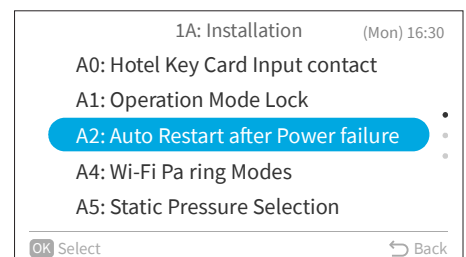 1A: Installation (Mon) 16:30
A0: Hotel Key Card Input contact
A1: Operation Mode Lock
A2: Auto Restart after Power failure
A4: Wi-Fi Pa ring Modes
A5: Static Pressure Selection
OK Select Back